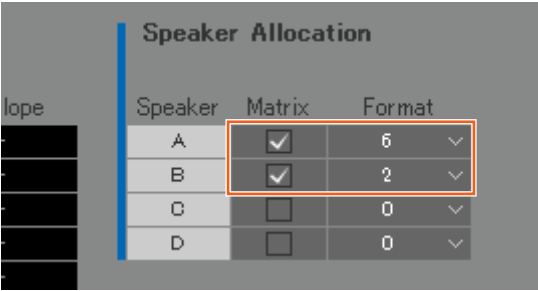 Speaker Allocation
lope Speaker Matrix Format
A 6
B 2
C 0
D 0